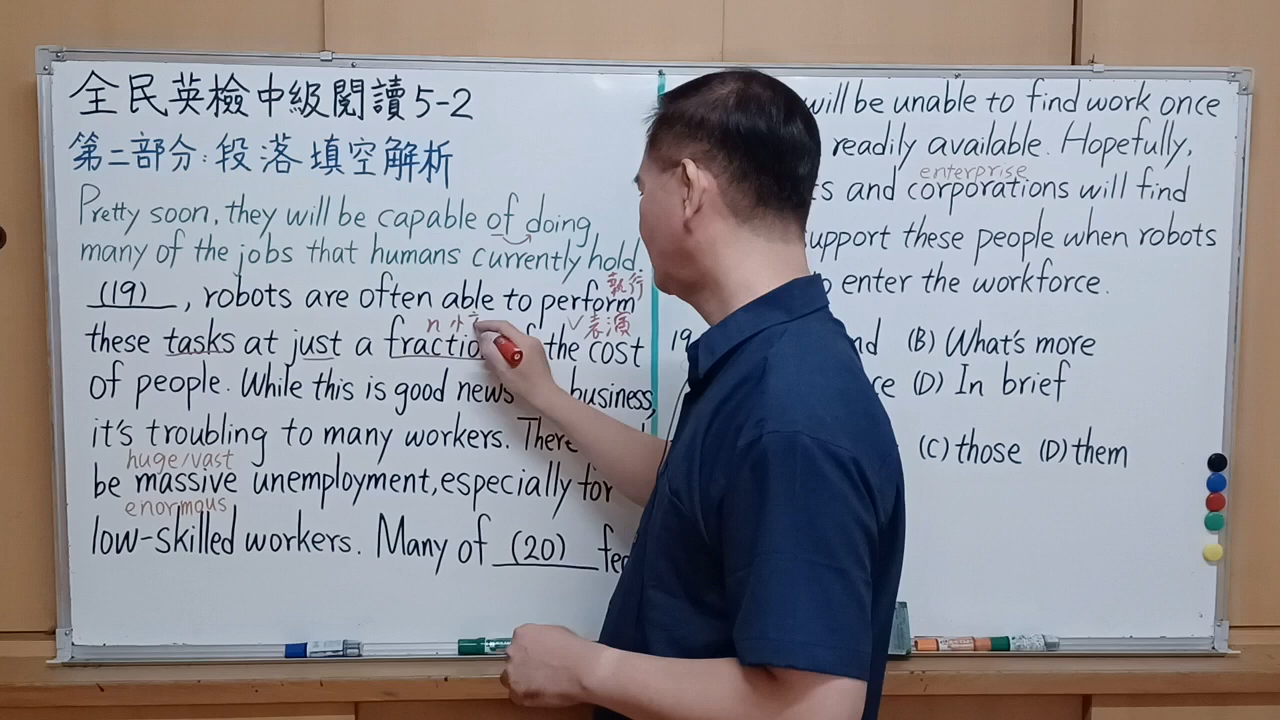 全民英檢中級閱讀5-2
第二部分:段落填空解析
Pretty soon, they will be capable of doing
many of the jobs that humans currently hold.
執行
(19), robots are often able to perform
n 小 V 表演
these tasks at just a the cost
of people. While this is good news business,
it's troubling to many workers.
huge/vast
be massive unemployment, especially for
enormous
low-skilled workers. Many of (20)
will be unable to find work once
readily available. Hopefully,
enterprise
and corporations will find
support these people when robots
enter the workforce.
19 (B) What's more
(D) In brief
(C) those (D) them